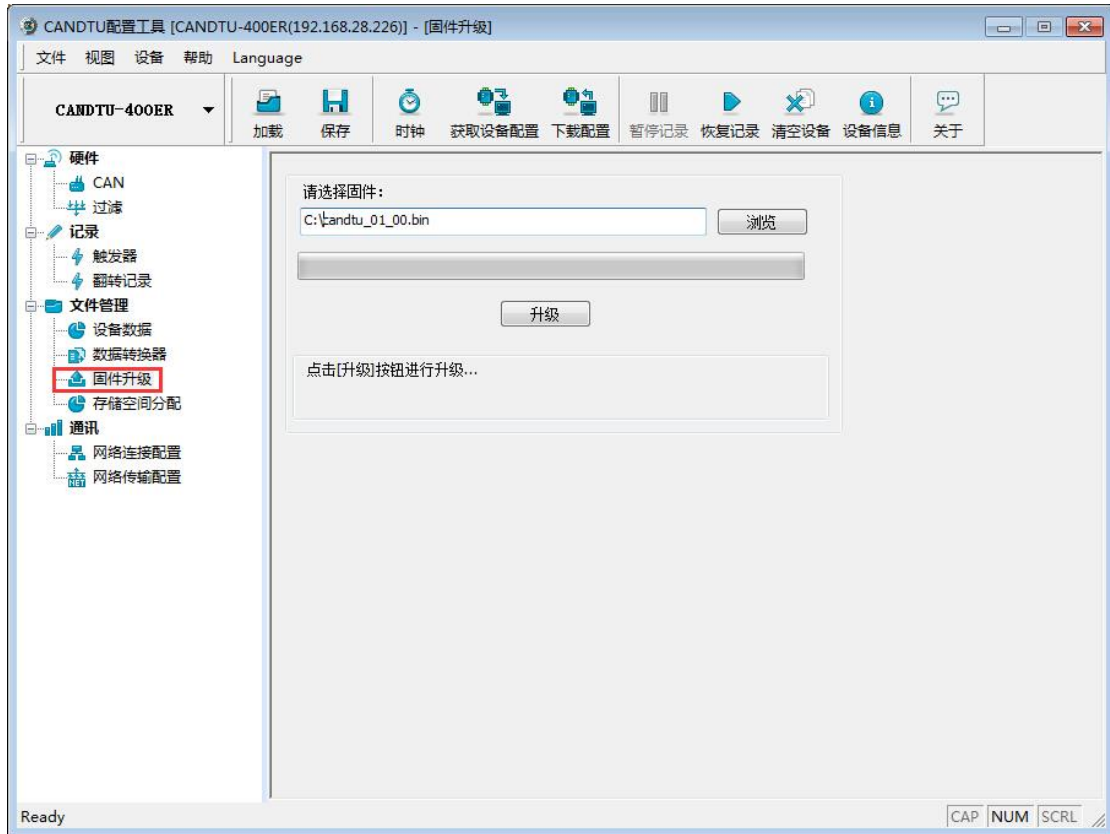 CANDTU配置工具 [CANDTU-400ER(192.168.28.226)] - [固件升级]
文件 视图 设备 帮助 Language
CANDTU-400ER 加载 保存 时钟 获取设备配置 下载配置 暂停记录 恢复记录 清空设备 设备信息 关于
硬件
CAN
过滤
记录
触发器
翻转记录
文件管理
设备数据
数据转换器
固件升级
存储空间分配
通讯
网络连接配置
网络传输配置
请选择固件:
C:\candtu_01_00.bin 浏览
升级
点击[升级]按钮进行升级...
Ready CAP NUM SCRL